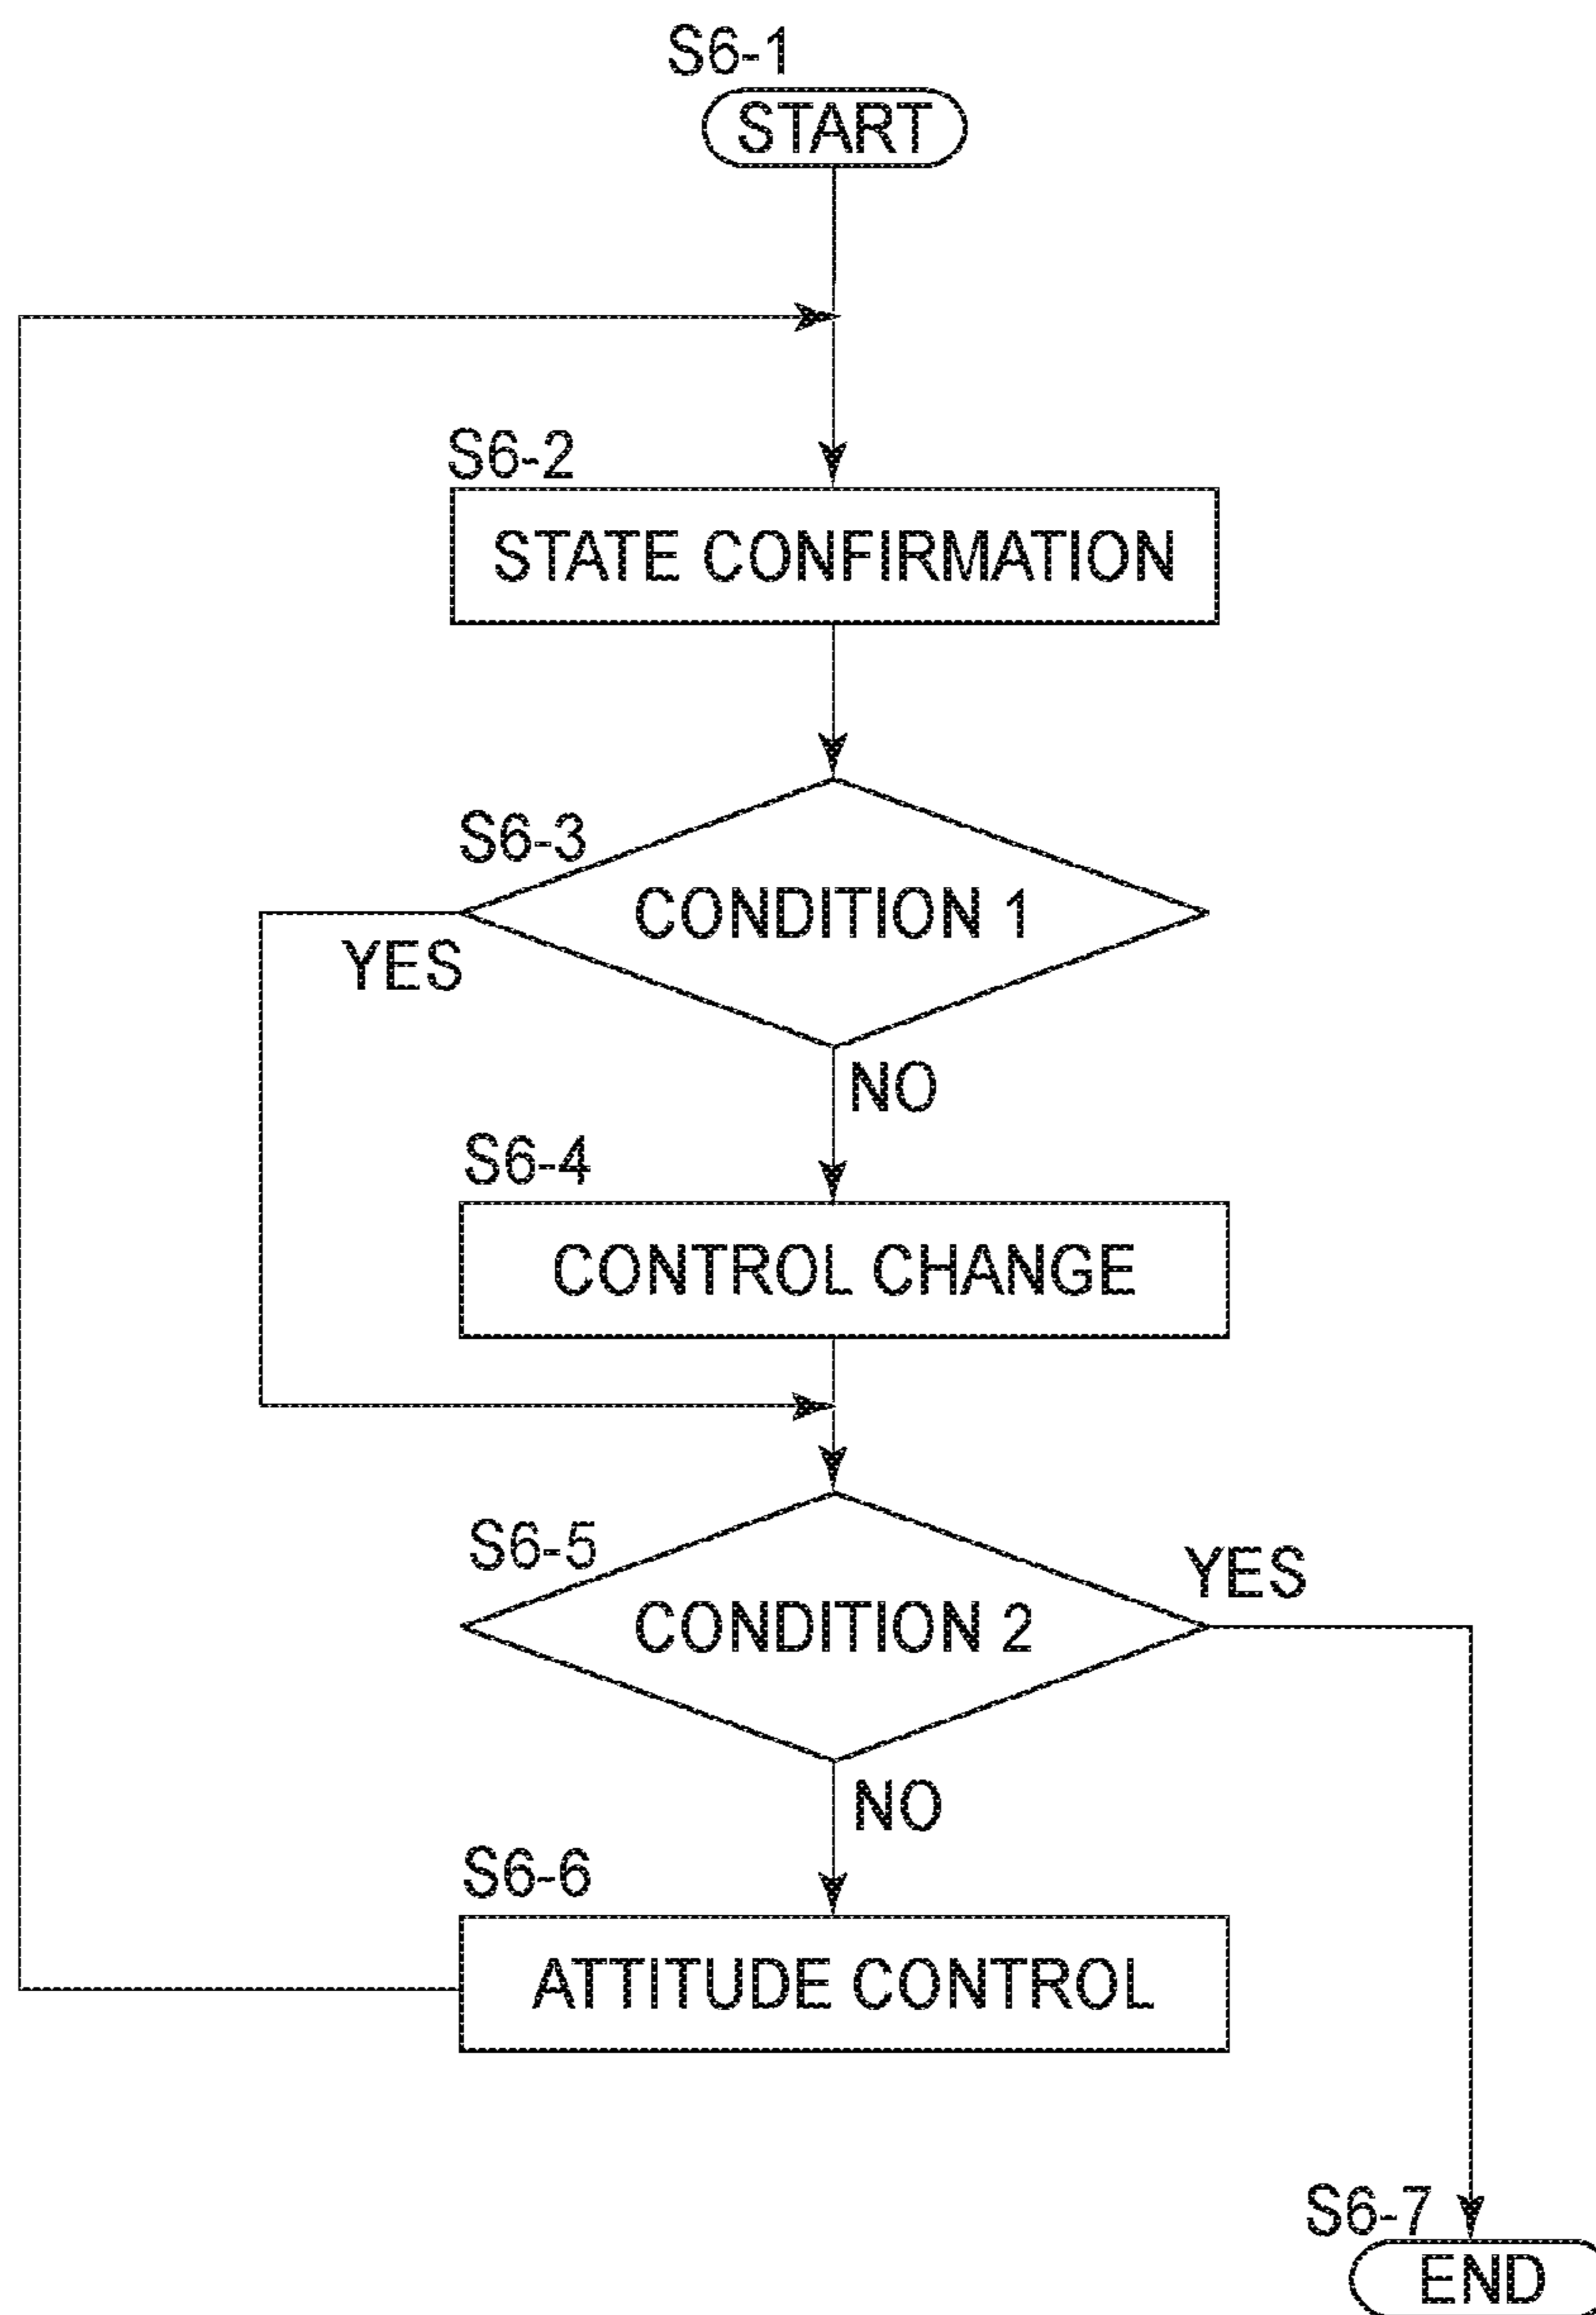 S6-1
START
S6-2
STATE CONFIRMATION
S6-3
CONDITION 1
YES
NO
S6-4
CONTROL CHANGE
S6-5
YES
CONDITION 2
NO
S6-6
ATTITUDE CONTROL
S6-7
END